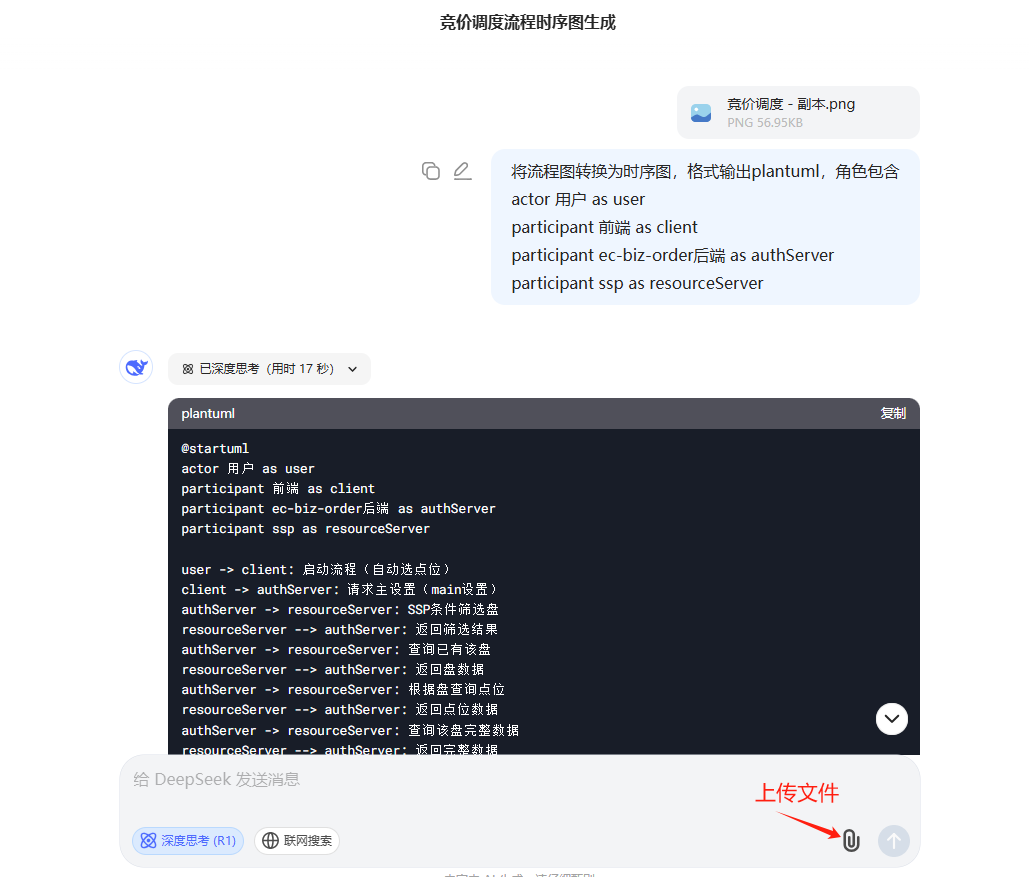 竞价调度流程时序图生成
竞价调度 - 副本.png
PNG 56.95KB
将流程图转换为时序图，格式输出plantuml，角色包含
actor 用户 as user
participant 前端 as client
participant ec-biz-order后端 as authServer
participant ssp as resourceServer
已深度思考（用时 17 秒）
plantuml
复制
@startuml
actor 用户 as user
participant 前端 as client
participant ec-biz-order后端 as authServer
participant ssp as resourceServer
user -> client: 启动流程（自动选点位）
client -> authServer: 请求主设置（main设置）
authServer -> resourceServer: SSP条件筛选盘
resourceServer --> authServer: 返回筛选结果
authServer -> resourceServer: 查询已有该盘
resourceServer --> authServer: 返回盘数据
authServer -> resourceServer: 根据盘查询点位
resourceServer --> authServer: 返回点位数据
authServer -> resourceServer: 查询该盘完整数据
resourceServer --> authServer: 返回完整数据
给 DeepSeek 发送消息
上传文件
深度思考 (R1)
联网搜索